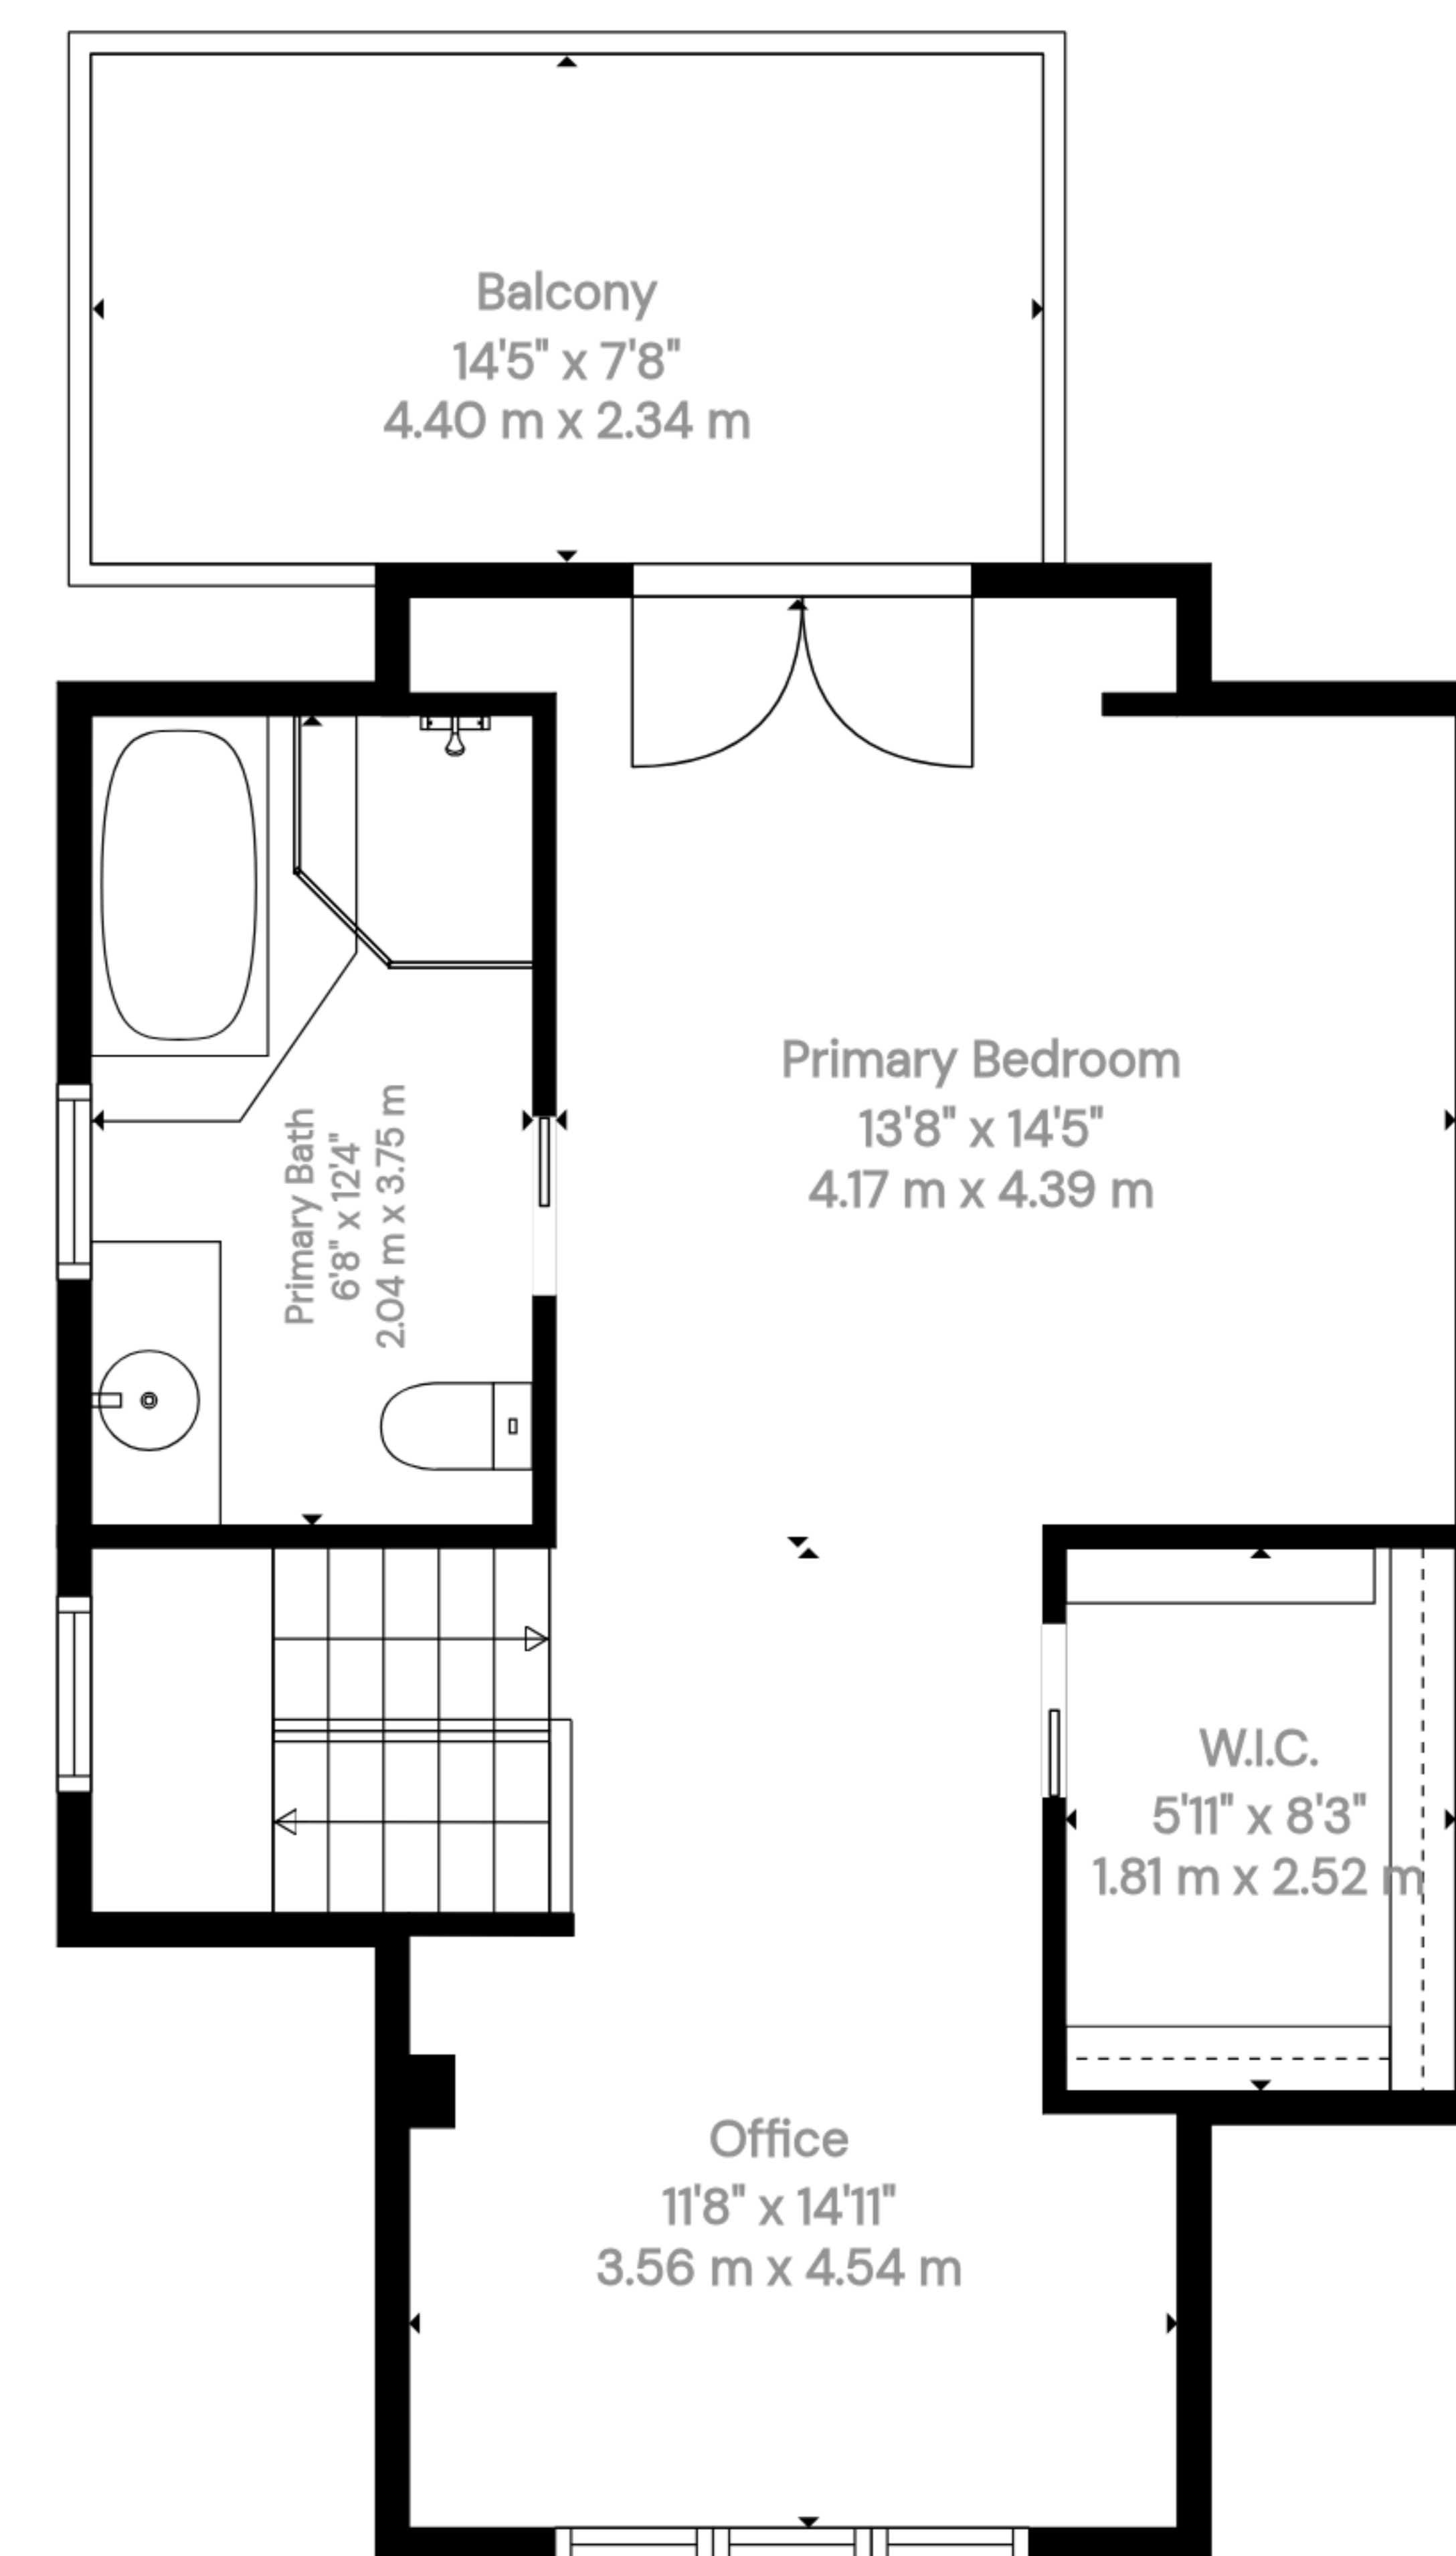 Balcony
14'5" x 7'8"
4.40 m x 2.34 m
Primary Bedroom
13'8" x 14'5"
4.17 m x 4.39 m
Primary Bath
6'8" x 12'4"
2.04 m x 3.75 m
W.I.C.
5'11" x 8'3"
1.81 m x 2.52 m
Office
11'8" x 14'11"
3.56 m x 4.54 m